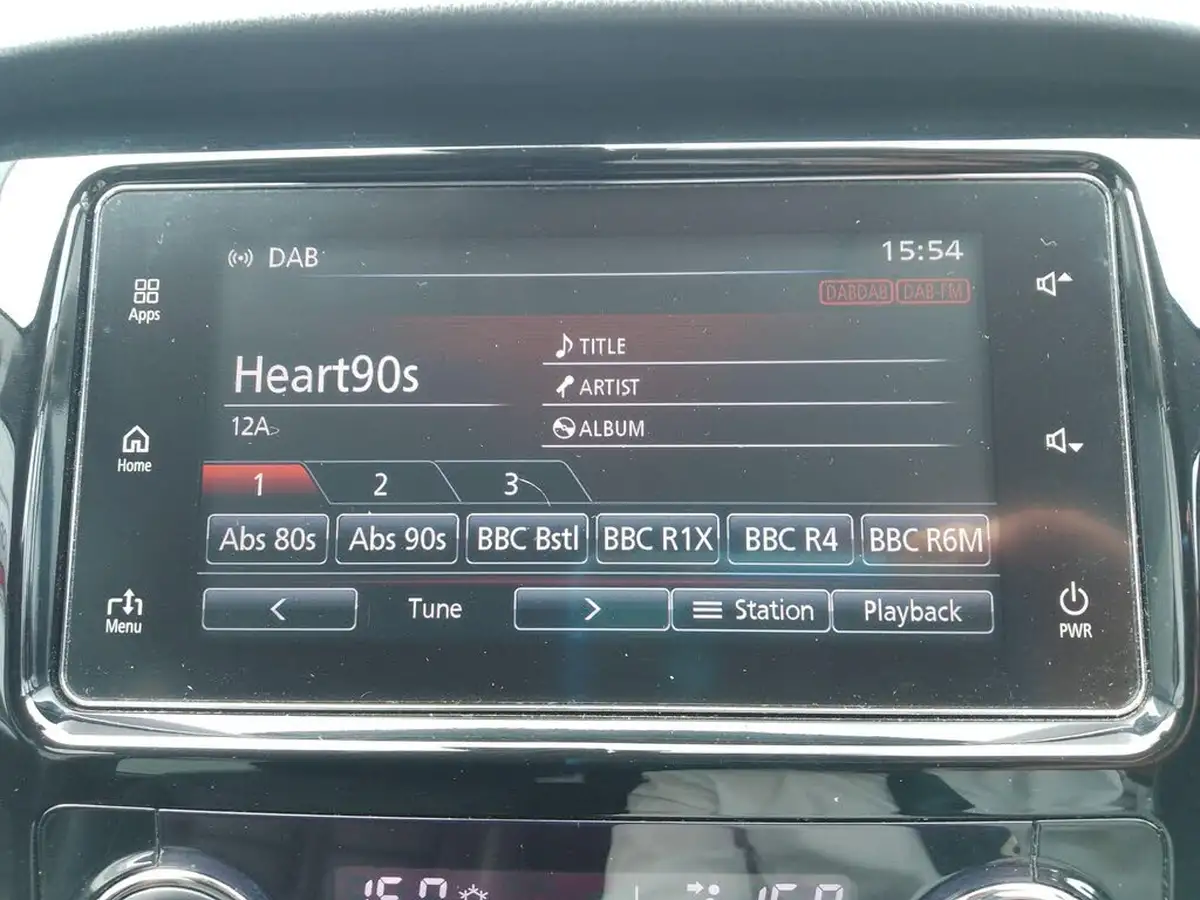 DAB
15:54
DABDAB DAB-FM
Apps
Heart90s
TITLE
ARTIST
12A
ALBUM
Home
1 2 3
Abs 80s Abs 90s BBC Bstl BBC R1X BBC R4 BBC R6M
< Tune > Station Playback
Menu
PWR